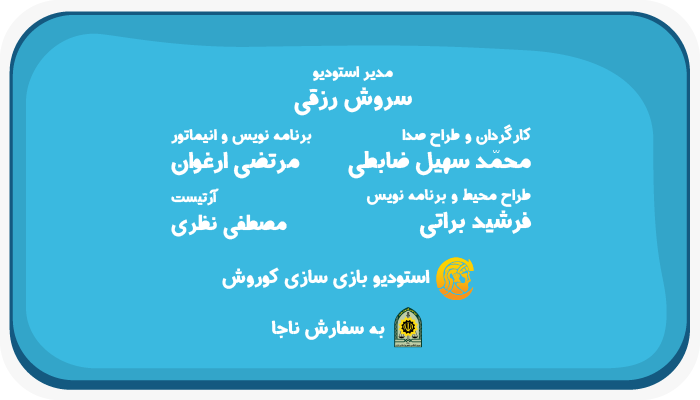 مدیر استودیو
سروش رزقی
کارگردان و طراح صدا
برنامه نویس و انیماتور
محمّد سهیل ضابطی
مرتضی ارغوان
طراح محیط و برنامه نویس
آرتیست
فرشید براتی
مصطفی نظری
استودیو بازی سازی کوروش
به سفارش ناجا